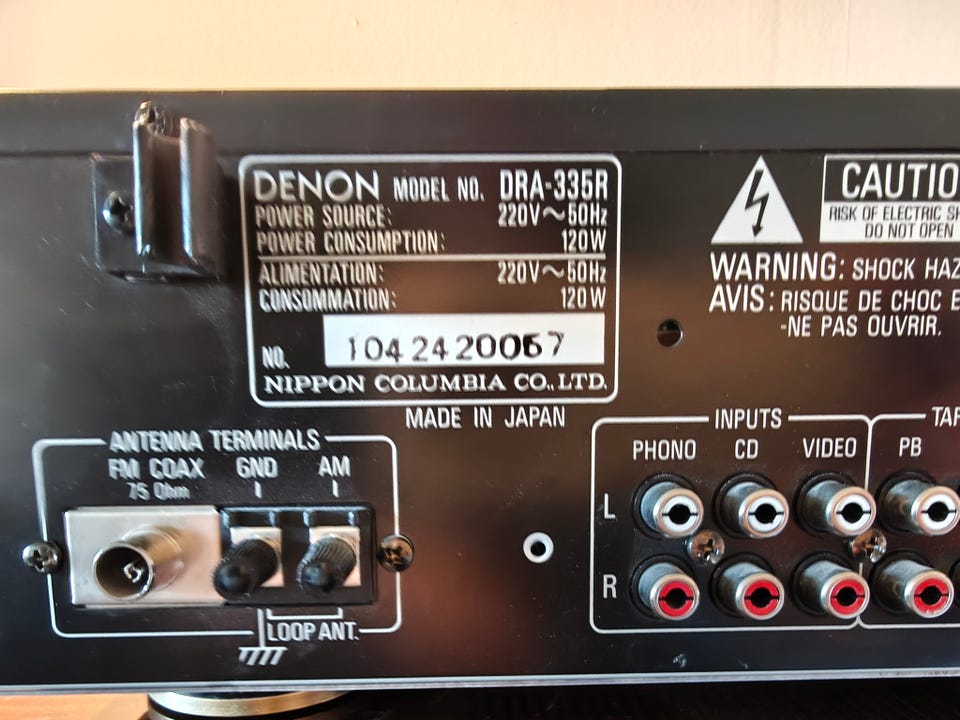 DENON MODEL NO. DRA-335R
POWER SOURCE: 220V～50Hz
POWER CONSUMPTION: 120W
ALIMENTATION: 220V～50Hz
CONSOMMATION: 120W
NO. 1042420067
NIPPON COLUMBIA CO., LTD.
MADE IN JAPAN
CAUTIO
RISK OF ELECTRIC SH
DO NOT OPEN
WARNING: SHOCK HAZ
AVIS: RISQUE DE CHOC E
-NE PAS OUVRIR.
ANTENNA TERMINALS
FM COAX GND AM
75 Ohm
LOOP ANT.
INPUTS TAP
PHONO CD VIDEO PB
L
R